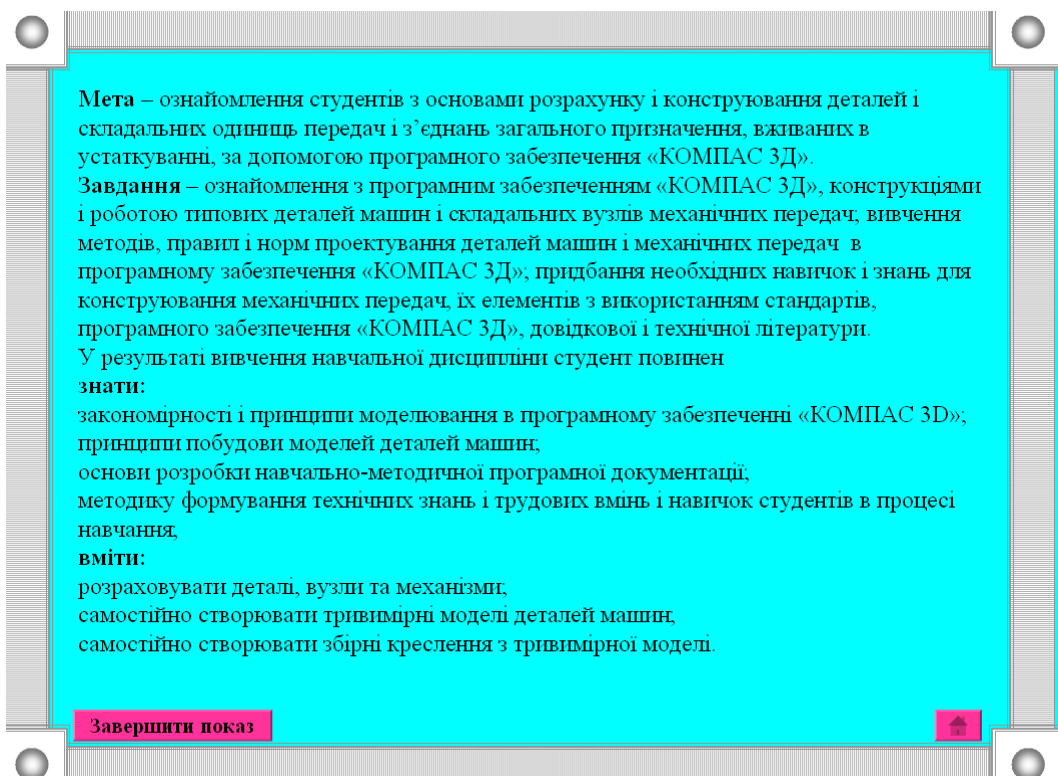 Мета – ознайомлення студентів з основами розрахунку і конструювання деталей і
складальних одиниць передач і з’єднань загального призначення, вживаних в
устаткуванні, за допомогою програмного забезпечення «КОМПАС 3Д».
Завдання – ознайомлення з програмним забезпеченням «КОМПАС 3Д», конструкціями
і роботою типових деталей машин і складальних вузлів механічних передач; вивчення
методів, правил і норм проектування деталей машин і механічних передач в
програмному забезпечення «КОМПАС 3Д»; придбання необхідних навичок і знань для
конструювання механічних передач, їх елементів з використанням стандартів,
програмного забезпечення «КОМПАС 3Д», довідкової і технічної літератури.
У результаті вивчення навчальної дисципліни студент повинен
знати:
закономірності і принципи моделювання в програмному забезпеченні «КОМПАС 3D»;
принципи побудови моделей деталей машин;
основи розробки навчально-методичної програмної документації;
методику формування технічних знань і трудових вмінь і навичок студентів в процесі
навчання;
вміти:
розраховувати деталі, вузли та механізми;
самостійно створювати тривимірні моделі деталей машин;
самостійно створювати збірні креслення з тривимірної моделі.
Завершити показ